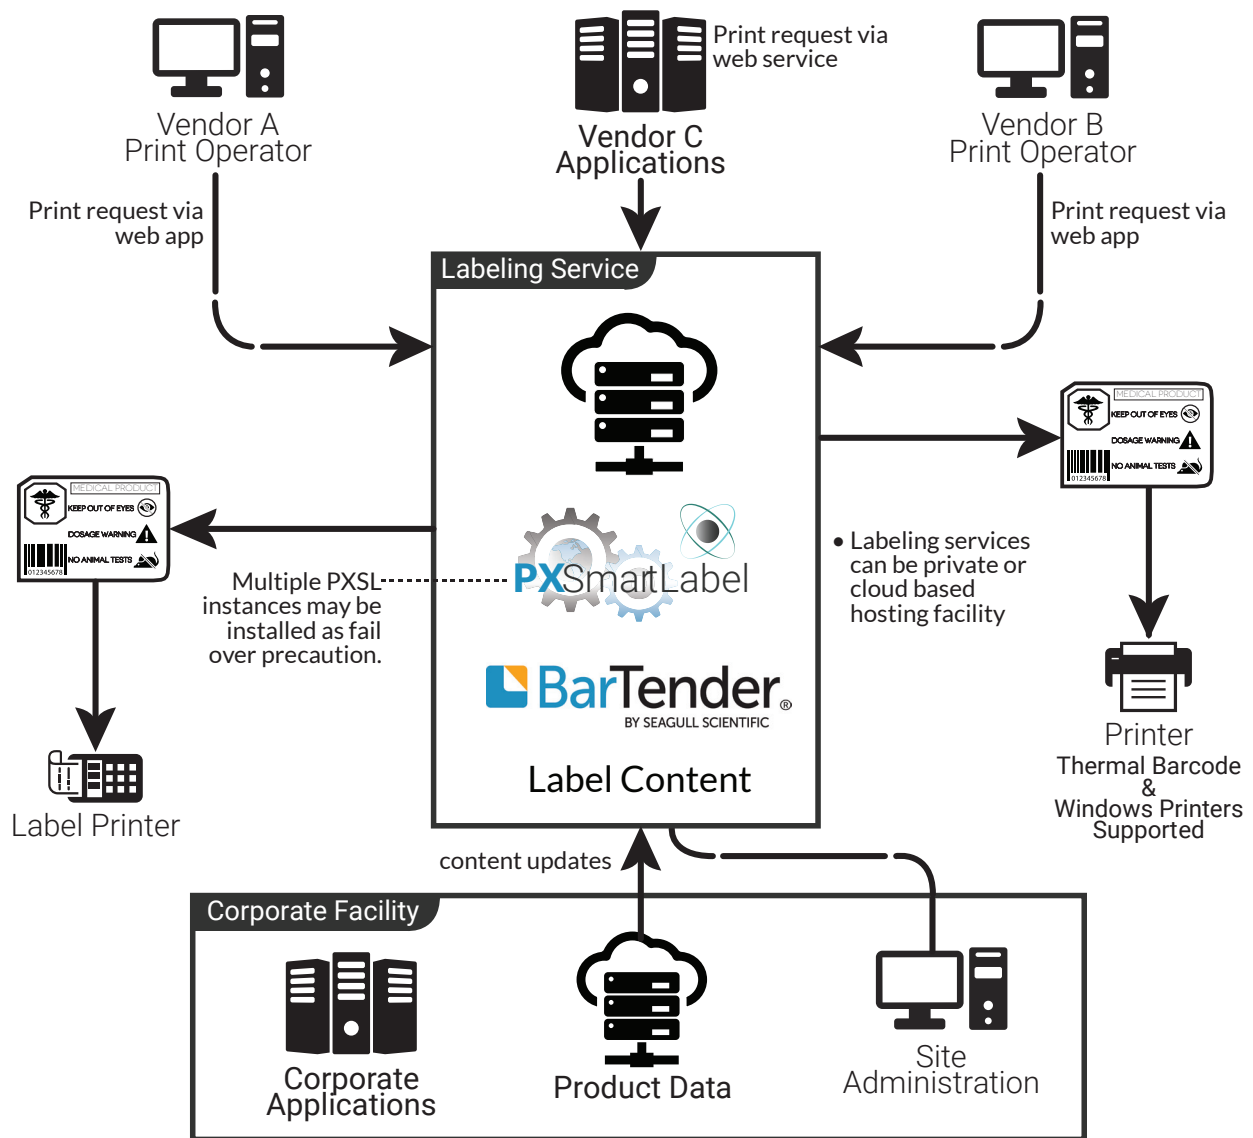 Vendor A
Print Operator
Print request via
web service
Vendor C
Applications
Vendor B
Print Operator
Print request via
web app
Print request via
web app
Labeling Service
MEDICAL PRODUCT
KEEP OUT OF EYES
DOSAGE WARNING
NO ANIMAL TESTS
012345678
MEDICAL PRODUCT
KEEP OUT OF EYES
DOSAGE WARNING
NO ANIMAL TESTS
012345678
PXSmartLabel
Multiple PXSL
instances may be
installed as fail
over precaution.
• Labeling services
can be private or
cloud based
hosting facility
BarTender®
BY SEAGULL SCIENTIFIC
Label Content
Label Printer
Printer
Thermal Barcode
&
Windows Printers
Supported
content updates
Corporate Facility
Corporate
Applications
Product Data
Site
Administration